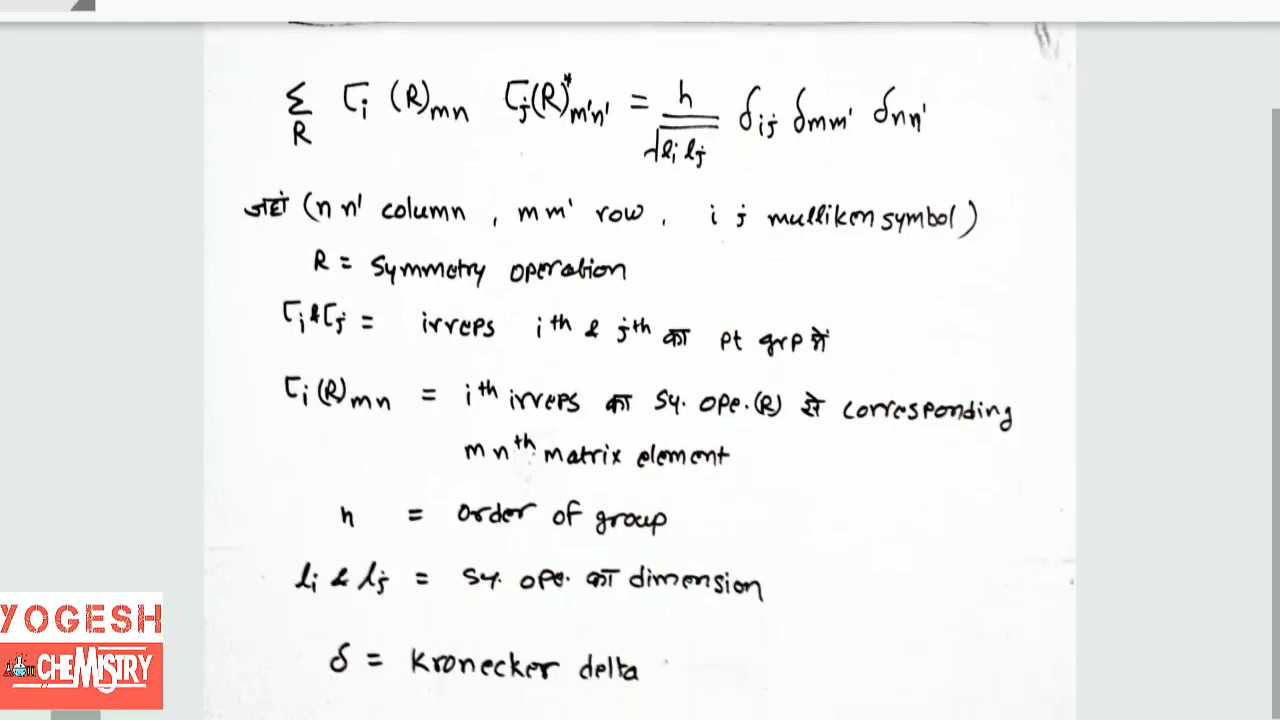 Σ_R Γi (R)mn Γj(R)*m'n' = h / √li lj δij δmm' δnn'
जहां (n n' column, mm' row, i j mulliken symbol)
R = symmetry operation
Γi & Γj = irreps ith & jth का pt grp में
Γi(R)mn = ith irreps का sy. ope.(R) से corresponding
mnth matrix element
h = order of group
li & lj = sy. ope. का dimension
δ = Kronecker delta
YOGESH
CHEMISTRY